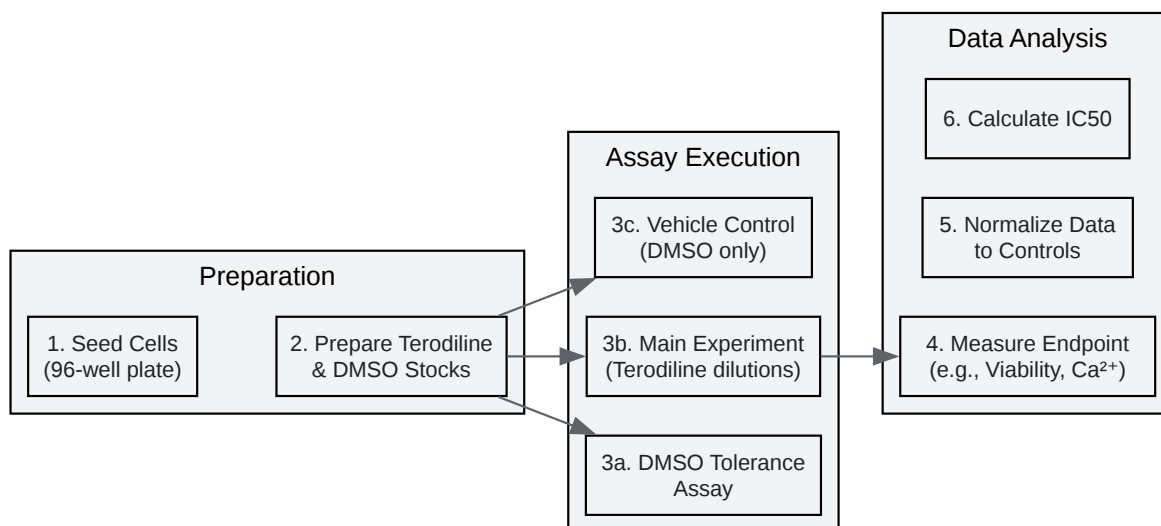 Preparation
1. Seed Cells
(96-well plate)
2. Prepare Terodiline
& DMSO Stocks
Assay Execution
3c. Vehicle Control
(DMSO only)
3b. Main Experiment
(Terodiline dilutions)
3a. DMSO Tolerance
Assay
Data Analysis
6. Calculate IC50
5. Normalize Data
to Controls
4. Measure Endpoint
(e.g., Viability, Ca²⁺)